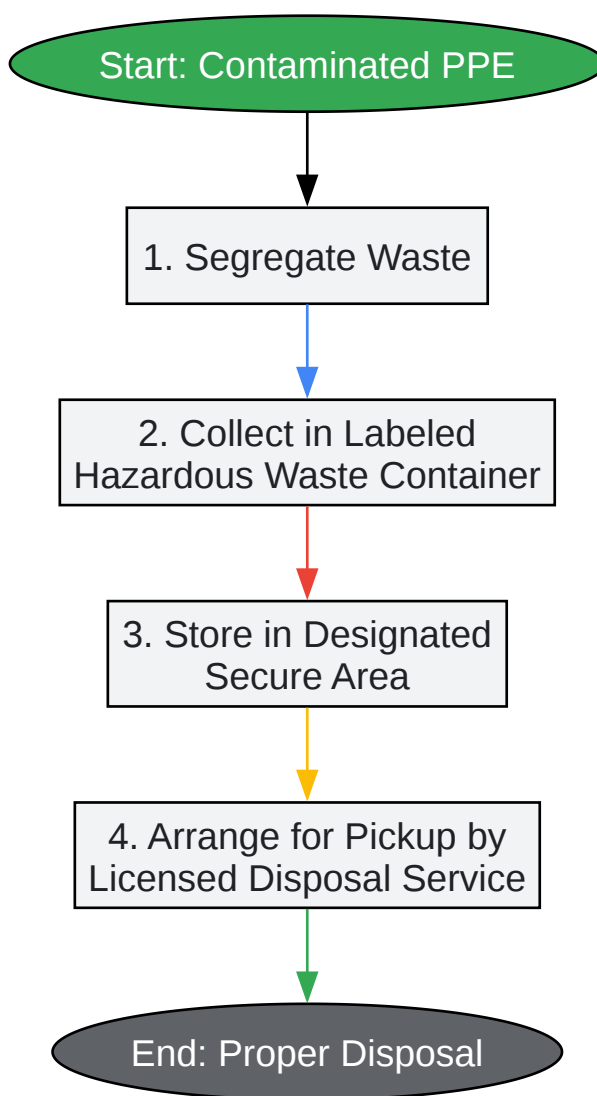 Start: Contaminated PPE
1. Segregate Waste
2. Collect in Labeled
Hazardous Waste Container
3. Store in Designated
Secure Area
4. Arrange for Pickup by
Licensed Disposal Service
End: Proper Disposal